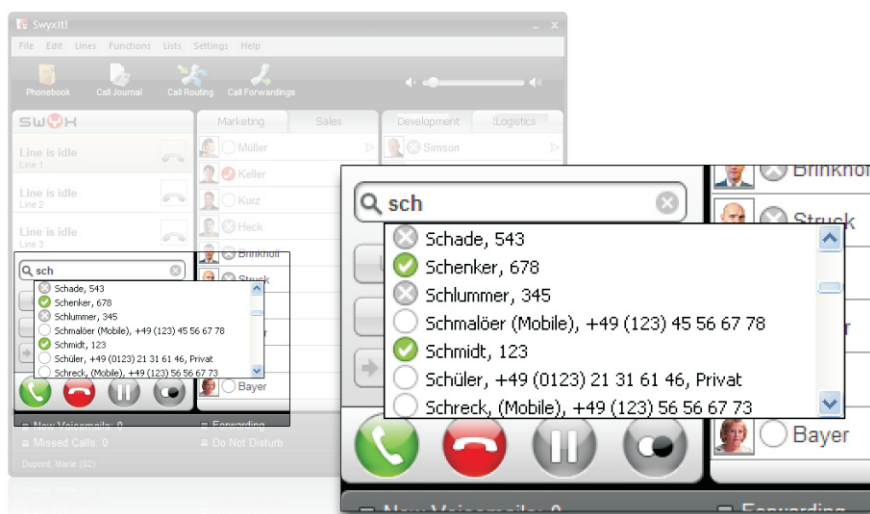 SwyxIt!
File Edit Lines Functions Lists Settings Help
Phonebook Call Journal Call Routing Call Forwardings
swyx
Marketing Sales Development Logistics
Line is idle
Line 1
Line is idle
Line 2
Line is idle
Line 3
Müller
Keller
Kurz
Heck
Brinkhoff
Struck
Bayer
Simson
sch
Schade, 543
Schenker, 678
Schlummer, 345
Schmalöer (Mobile), +49 (123) 45 56 67 78
Schmidt, 123
Schüler, +49 (0123) 21 31 61 46, Privat
Schreck, (Mobile), +49 (123) 56 56 67 73
New Voicemails: 0
Missed Calls: 0
Forwarding
Do Not Disturb
Dupont, Marie (02)
sch
Schade, 543
Schenker, 678
Schlummer, 345
Schmalöer (Mobile), +49 (123) 45 56 67 78
Schmidt, 123
Schüler, +49 (0123) 21 31 61 46, Privat
Schreck, (Mobile), +49 (123) 56 56 67 73
Brinkhof
Struck
Bayer
New Voicemails: 0
Forwarding